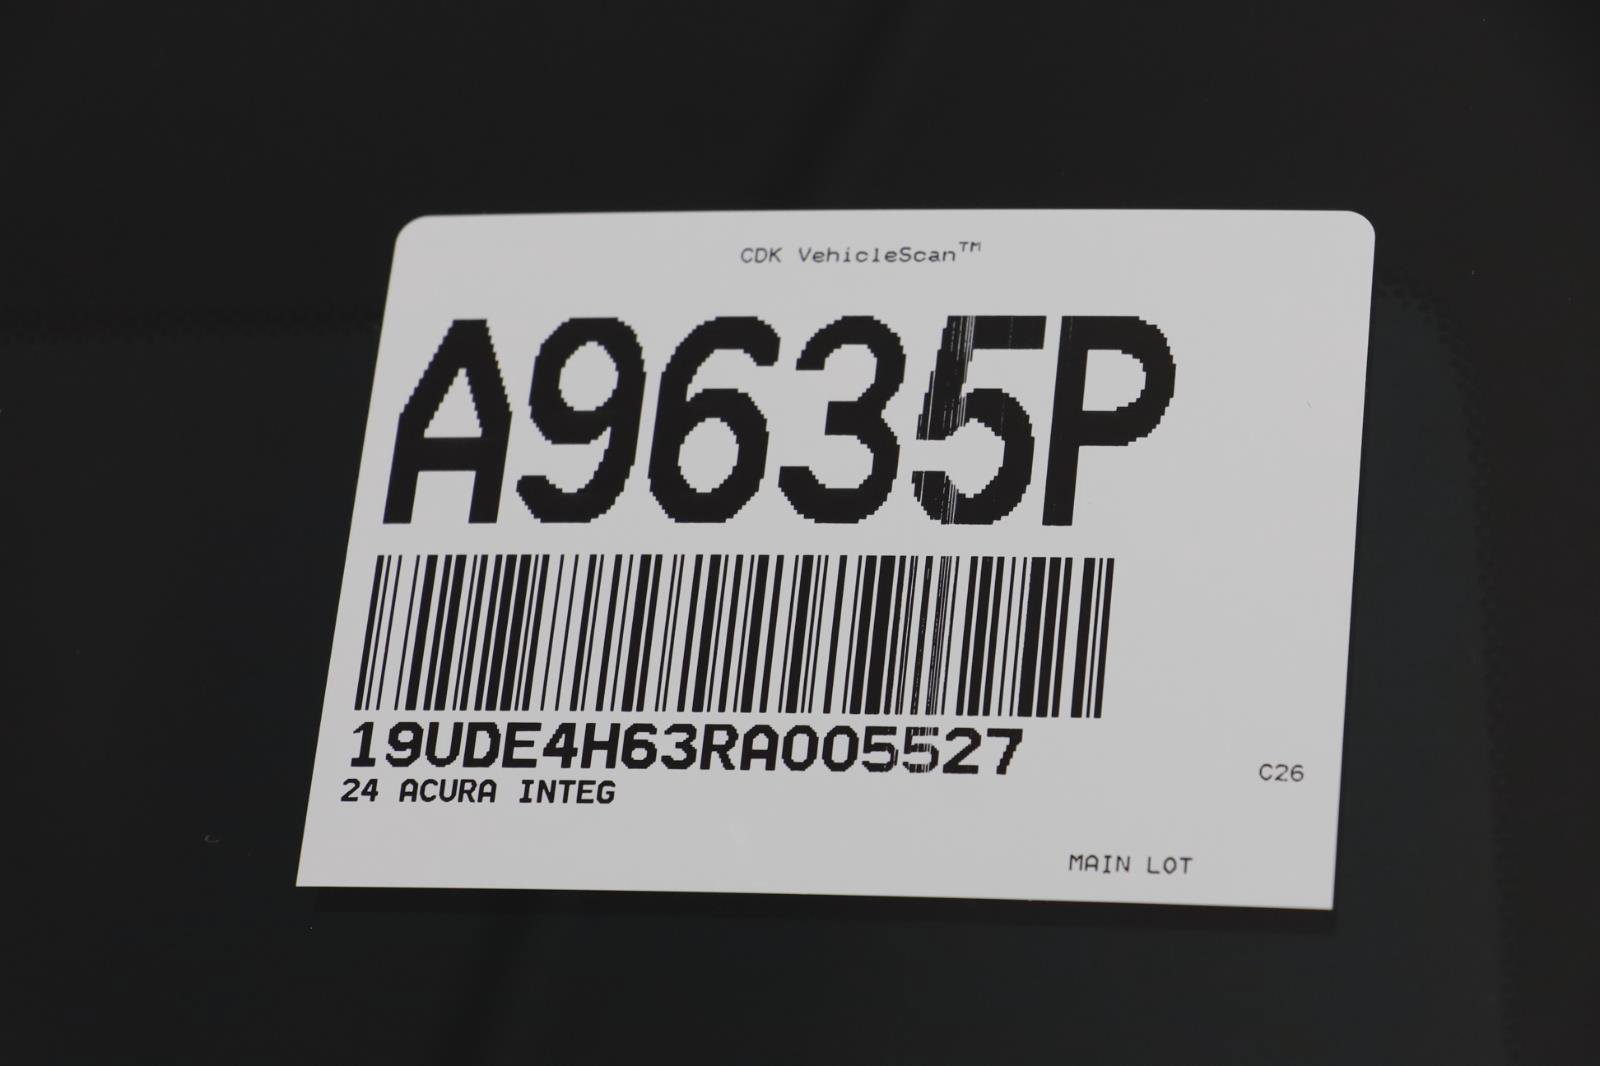 CDK VehicleScan™
A9635P
19UDE4H63RA005527
24 ACURA INTEG
C26
MAIN LOT